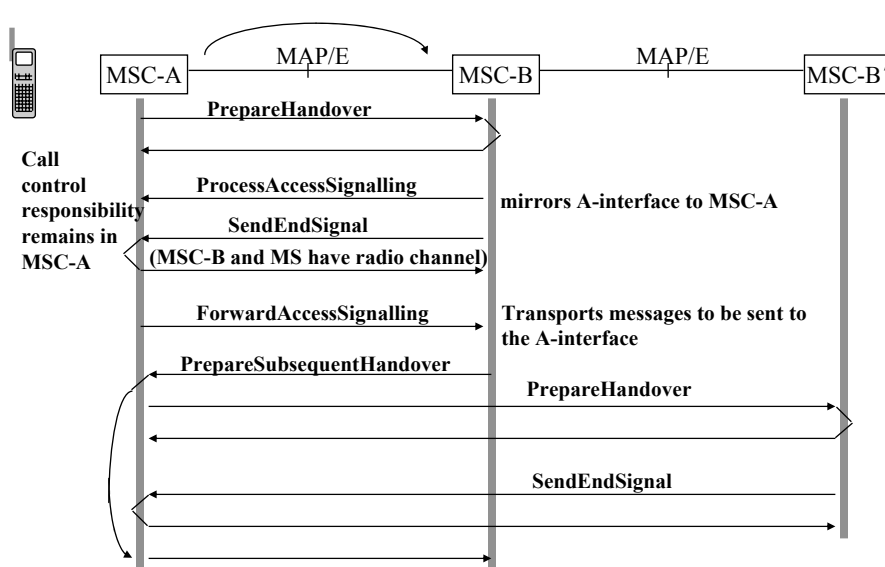 MAP/E
MAP/E
MSC-A
MSC-B
MSC-B'
PrepareHandover
Call
control
responsibility
remains in
MSC-A
ProcessAccessSignalling
mirrors A-interface to MSC-A
SendEndSignal
(MSC-B and MS have radio channel)
ForwardAccessSignalling
Transports messages to be sent to
the A-interface
PrepareSubsequentHandover
PrepareHandover
SendEndSignal